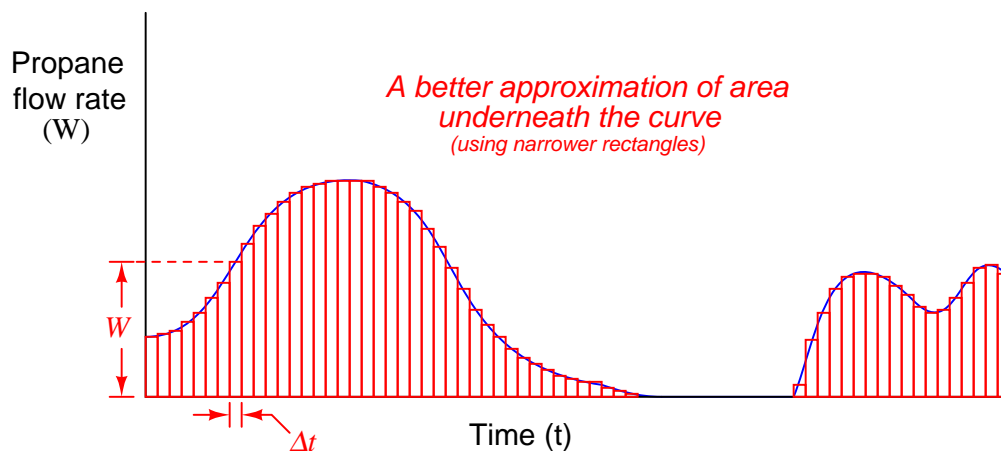 Propane
flow rate
(W)
A better approximation of area
underneath the curve
(using narrower rectangles)
W
Δt
Time (t)